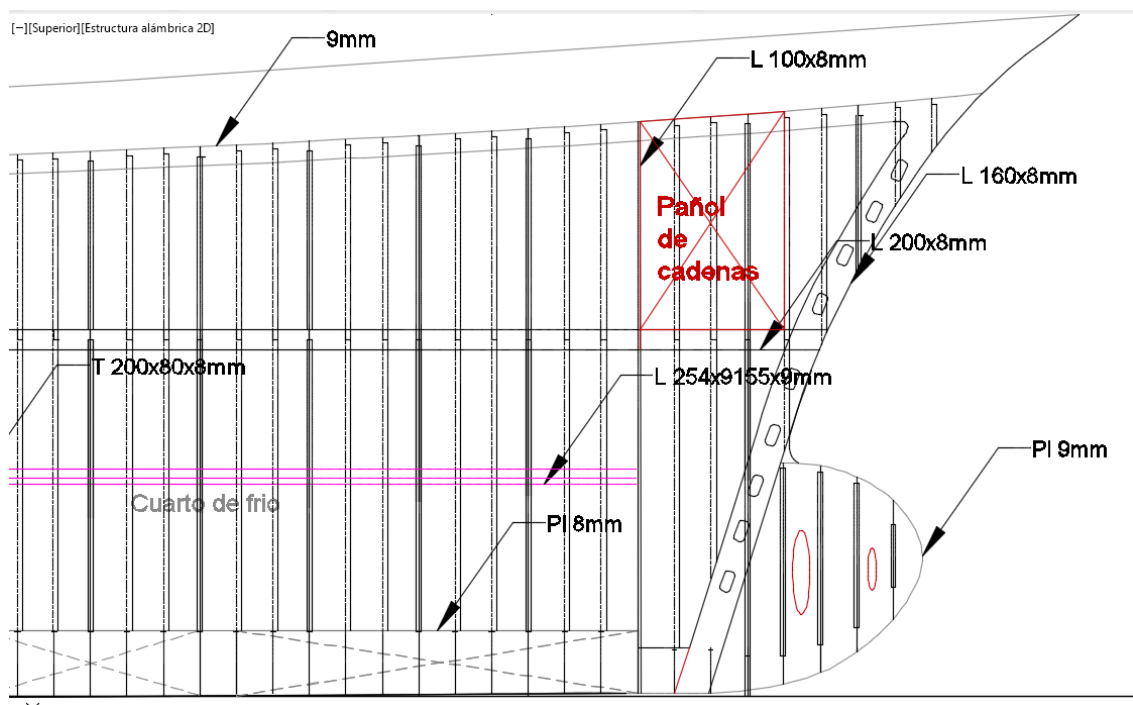 [−][Superior][Estructura alámbrica 2D]
9mm
L 100x8mm
L 160x8mm
Pañol
de
cadenas
L 200x8mm
T 200x80x8mm
L 254x9155x9mm
Pl 9mm
Cuarto de frio
Pl 8mm